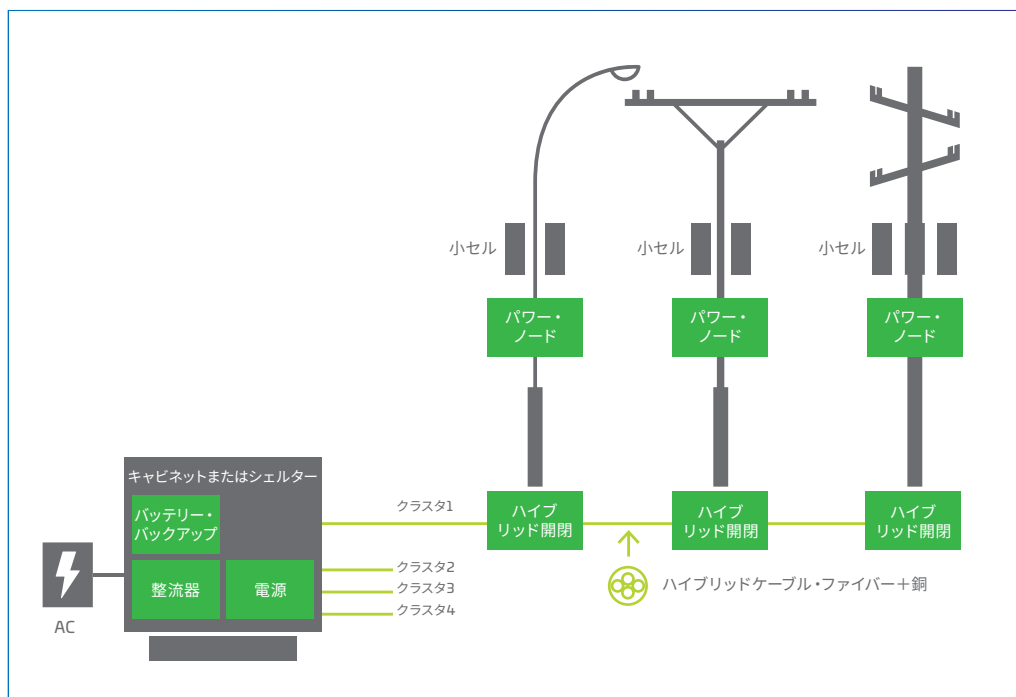 小セル
小セル
小セル
パワー・
ノード
パワー・
ノード
パワー・
ノード
キャビネットまたはシェルター
バッテリー・
バックアップ
整流器
電源
AC
クラスタ1
クラスタ2
クラスタ3
クラスタ4
ハイブ
リッド開閉
ハイブ
リッド開閉
ハイブ
リッド開閉
ハイブリッドケーブル・ファイバー＋銅